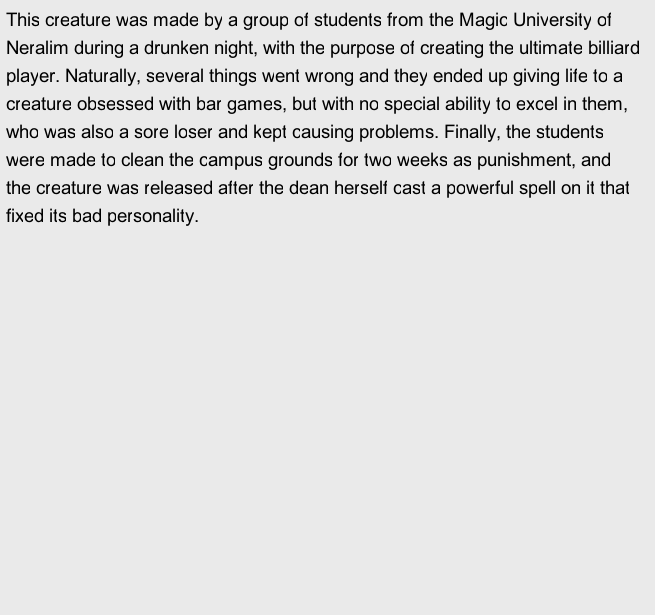 This creature was made by a group of students from the Magic University of
Neralim during a drunken night, with the purpose of creating the ultimate billiard
player. Naturally, several things went wrong and they ended up giving life to a
creature obsessed with bar games, but with no special ability to excel in them,
who was also a sore loser and kept causing problems. Finally, the students
were made to clean the campus grounds for two weeks as punishment, and
the creature was released after the dean herself cast a powerful spell on it that
fixed its bad personality.